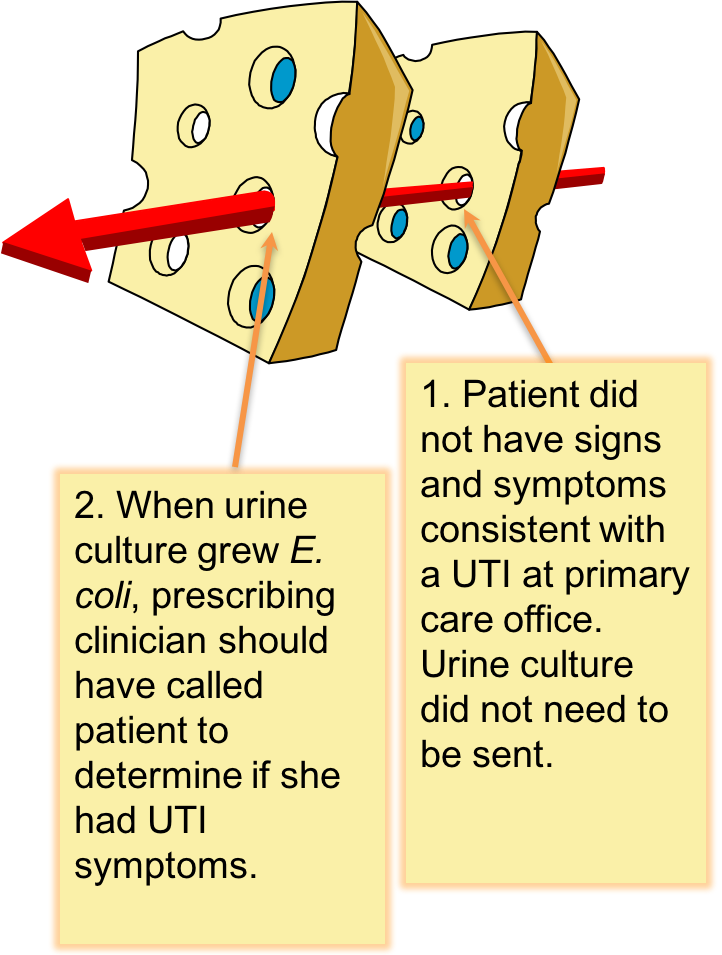 1. Patient did
not have signs
and symptoms
consistent with
a UTI at primary
care office.
Urine culture
did not need to
be sent.
2. When urine
culture grew E.
coli, prescribing
clinician should
have called
patient to
determine if she
had UTI
symptoms.